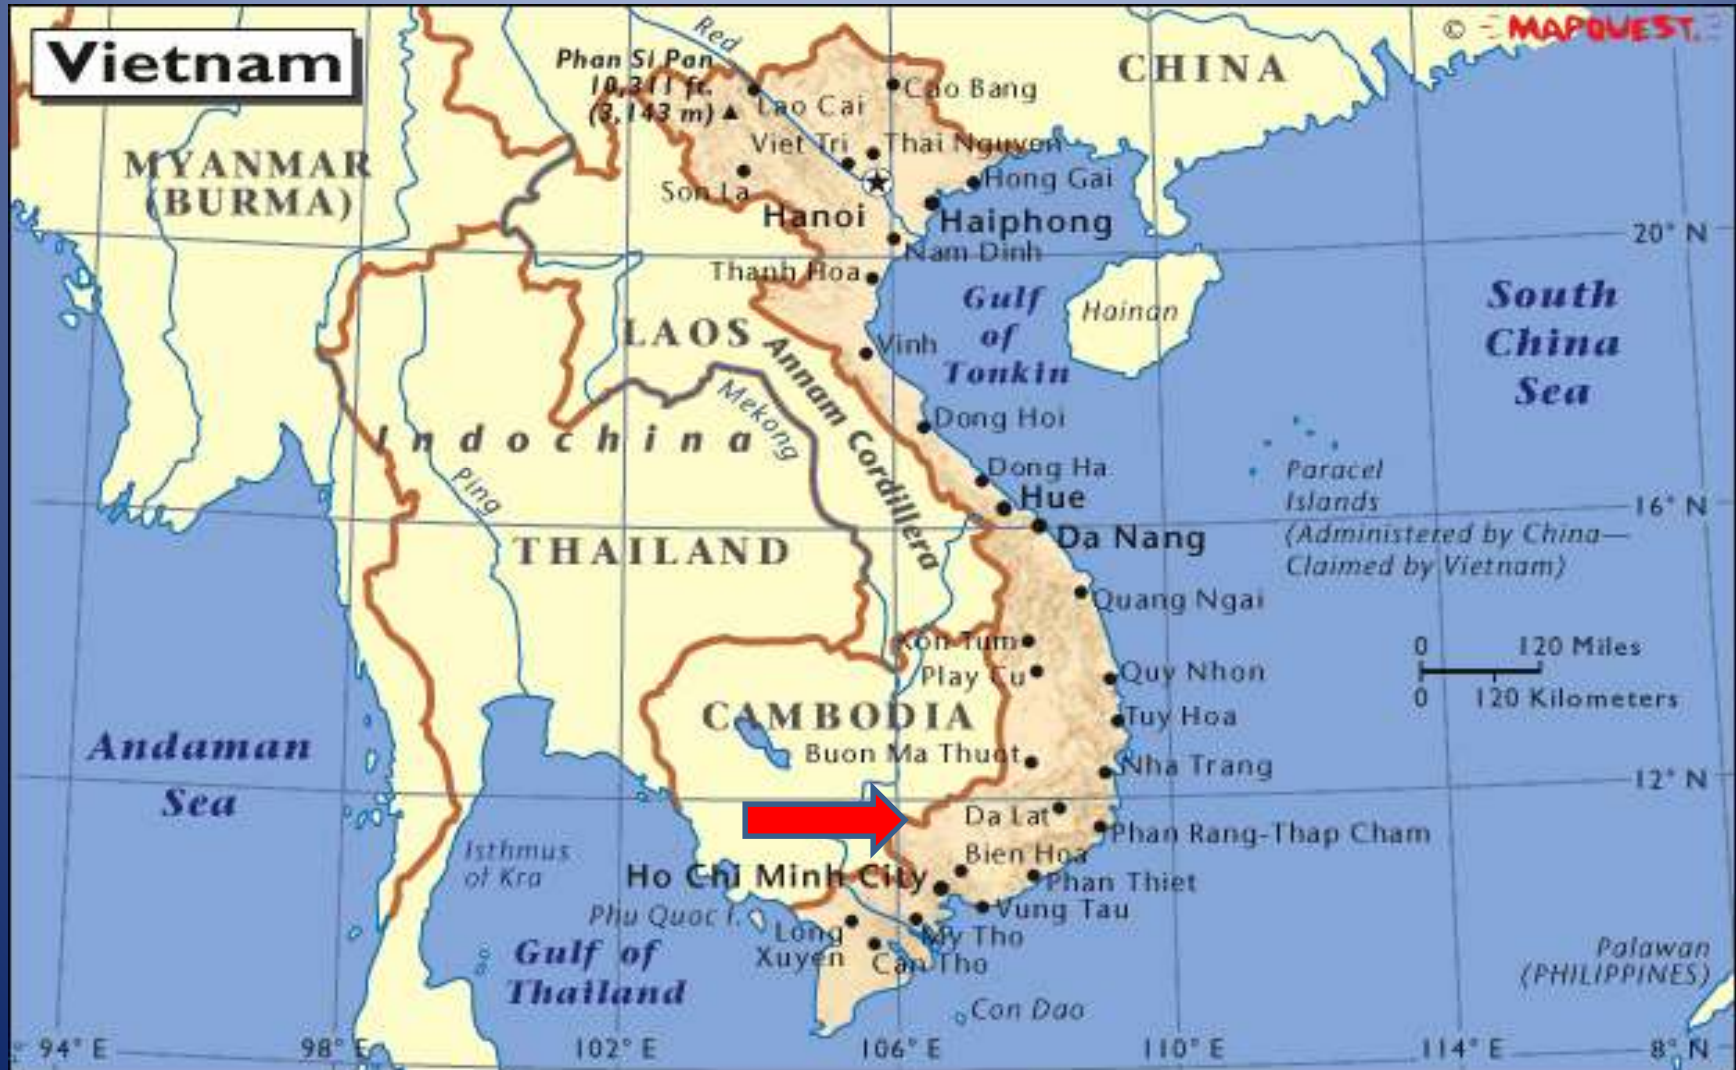 Vietnam
© MAPQUEST.
Red
Phan Si Pan
10,311 ft.
(3,143 m)
Lao Cai
Cao Bang
CHINA
Viet Tri
Thai Nguyen
MYANMAR
(BURMA)
Son La
Hong Gai
Hanoi
Haiphong
20° N
Nam Dinh
Thanh Hoa
Gulf
of
Tonkin
Hainan
South
China
Sea
LAOS
Vinh
Annam Cordillera
Mekong
Indochina
Dong Hoi
Ping
Dong Ha
Hue
Paracel
Islands
(Administered by China—
Claimed by Vietnam)
16° N
THAILAND
Da Nang
Quang Ngai
Kon Tum
0 120 Miles
0 120 Kilometers
Play Cu
Quy Nhon
CAMBODIA
Tuy Hoa
Andaman
Sea
Buon Ma Thuot
Nha Trang
12° N
Da Lat
Phan Rang-Thap Cham
Isthmus
of Kra
Bien Hoa
Ho Chi Minh City
Phan Thiet
Phu Quoc I.
Vung Tau
Long
Xuyen
My Tho
Can Tho
Gulf of
Thailand
Palawan
(PHILIPPINES)
Con Dao
94° E 98° E 102° E 106° E 110° E 114° E 8° N